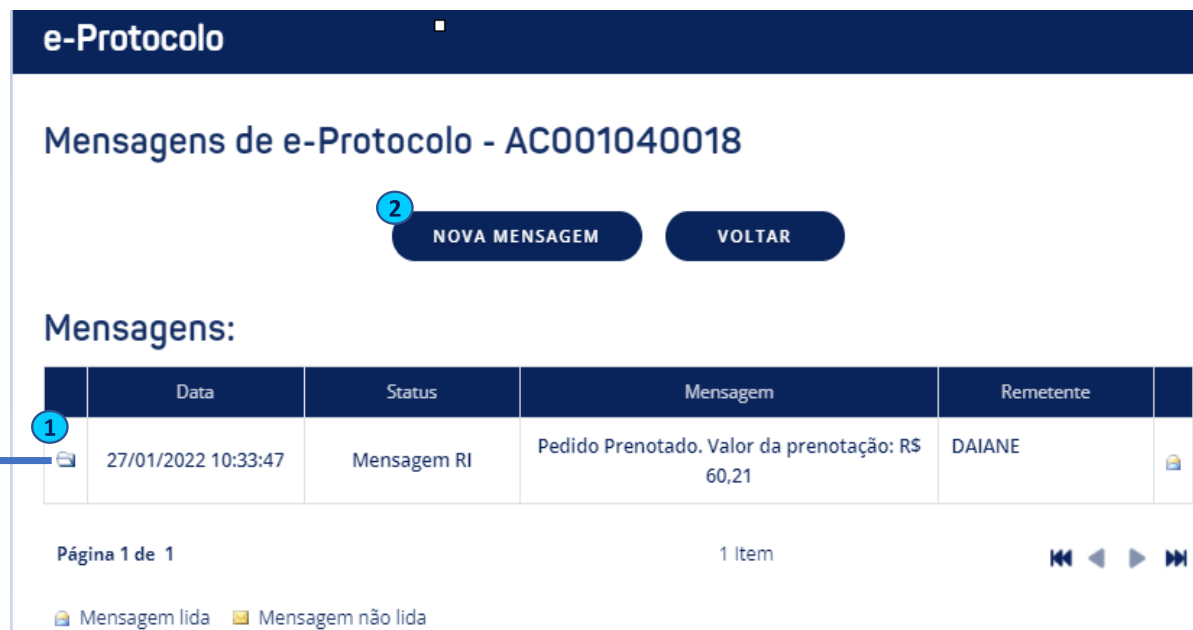 e-Protocolo
Mensagens de e-Protocolo - AC001040018
2
NOVA MENSAGEM VOLTAR
Mensagens:
Data Status Mensagem Remetente
1
27/01/2022 10:33:47 Mensagem RI Pedido Prenotado. Valor da prenotação: R$ DAIANE
60,21
Página 1 de 1 1 Item
Mensagem lida Mensagem não lida